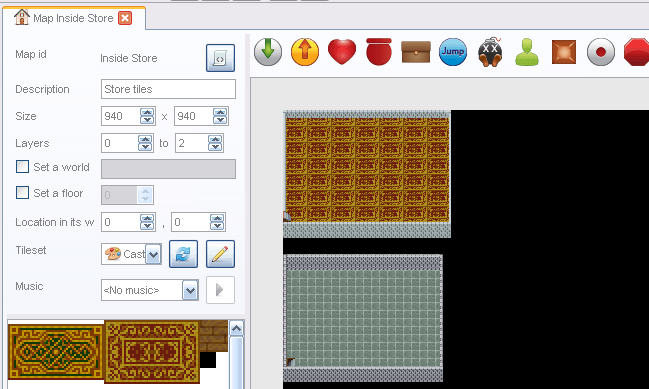 Map Inside Store
Map id Inside Store
Description Store tiles
Size 940 x 940
Layers 0 to 2
Set a world
Set a floor 0
Location in its w 0 , 0
Tileset Cast
Music <No music>
Jump